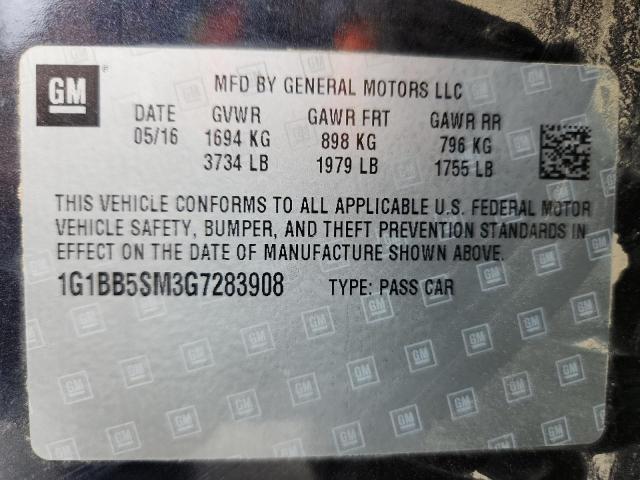 GM
MFD BY GENERAL MOTORS LLC
DATE GVWR GAWR FRT GAWR RR
05/16 1694 KG 898 KG 796 KG
3734 LB 1979 LB 1755 LB
THIS VEHICLE CONFORMS TO ALL APPLICABLE U.S. FEDERAL MOTOR
VEHICLE SAFETY, BUMPER, AND THEFT PREVENTION STANDARDS IN
EFFECT ON THE DATE OF MANUFACTURE SHOWN ABOVE.
1G1BB5SM3G7283908 TYPE: PASS CAR